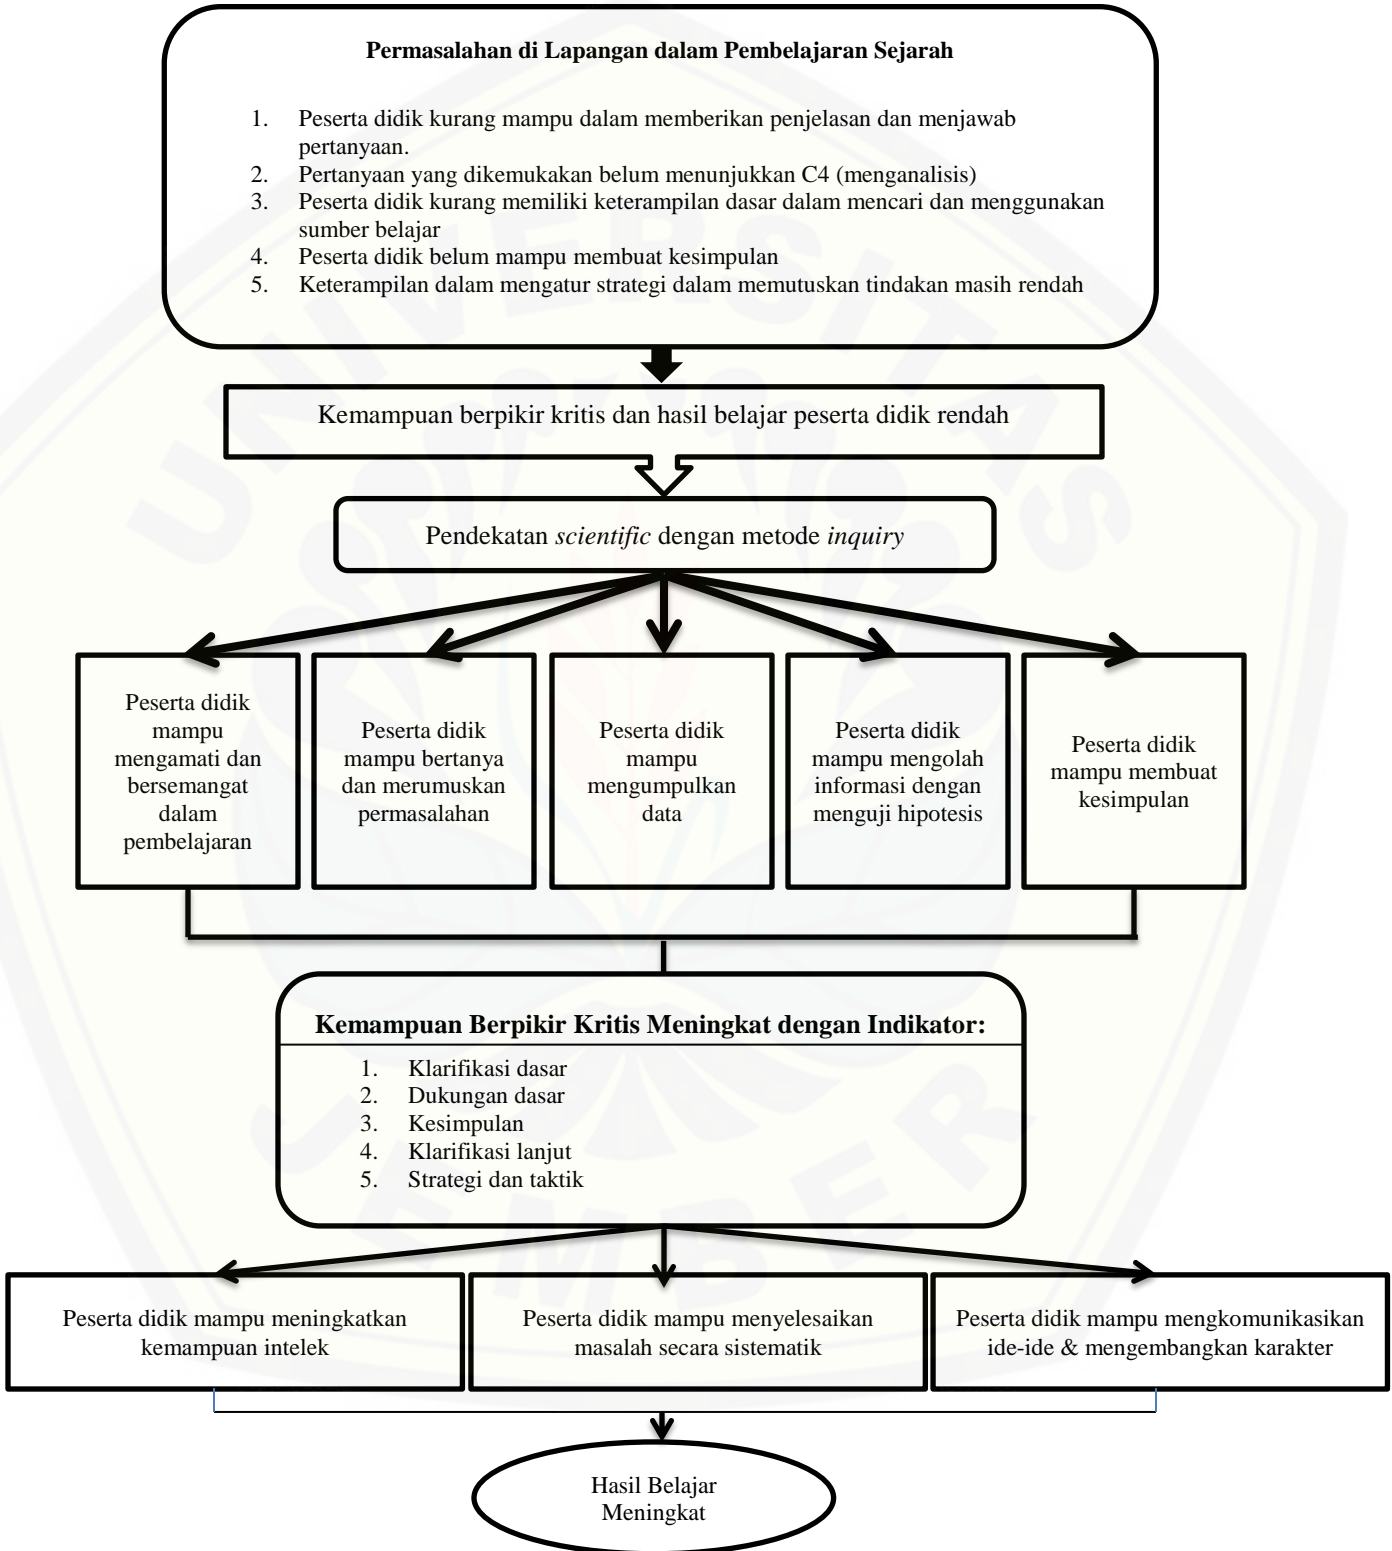 Permasalahan di Lapangan dalam Pembelajaran Sejarah
1. Peserta didik kurang mampu dalam memberikan penjelasan dan menjawab
pertanyaan.
2. Pertanyaan yang dikemukakan belum menunjukkan C4 (menganalisis)
3. Peserta didik kurang memiliki keterampilan dasar dalam mencari dan menggunakan
sumber belajar
4. Peserta didik belum mampu membuat kesimpulan
5. Keterampilan dalam mengatur strategi dalam memutuskan tindakan masih rendah
Kemampuan berpikir kritis dan hasil belajar peserta didik rendah
Pendekatan scientific dengan metode inquiry
Peserta didik
mampu
mengamati dan
bersemangat
dalam
pembelajaran
Peserta didik
mampu bertanya
dan merumuskan
permasalahan
Peserta didik
mampu
mengumpulkan
data
Peserta didik
mampu mengolah
informasi dengan
menguji hipotesis
Peserta didik
mampu membuat
kesimpulan
Kemampuan Berpikir Kritis Meningkat dengan Indikator:
1. Klarifikasi dasar
2. Dukungan dasar
3. Kesimpulan
4. Klarifikasi lanjut
5. Strategi dan taktik
Peserta didik mampu meningkatkan
kemampuan intelek
Peserta didik mampu menyelesaikan
masalah secara sistematik
Peserta didik mampu mengkomunikasikan
ide-ide & mengembangkan karakter
Hasil Belajar
Meningkat
UNIVERSITAS
JEMBER